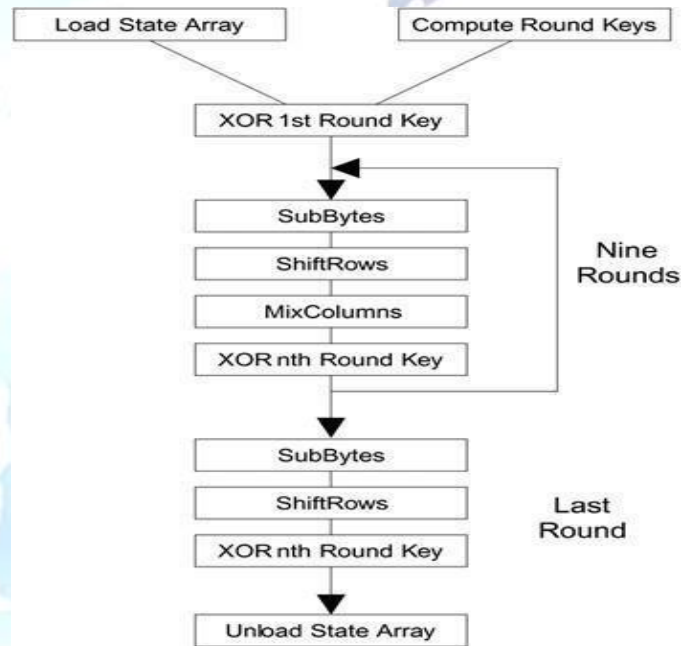 Load State Array
Compute Round Keys
XOR 1st Round Key
SubBytes
ShiftRows
MixColumns
XOR nth Round Key
Nine
Rounds
SubBytes
ShiftRows
XOR nth Round Key
Last
Round
Unload State Array